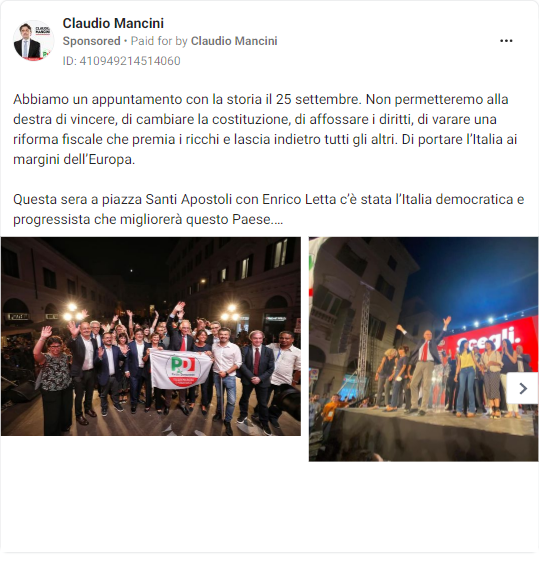 Claudio Mancini
Sponsored • Paid for by Claudio Mancini
ID: 410949214514060
Abbiamo un appuntamento con la storia il 25 settembre. Non permetteremo alla
destra di vincere, di cambiare la costituzione, di affossare i diritti, di varare una
riforma fiscale che premia i ricchi e lascia indietro tutti gli altri. Di portare l’Italia ai
margini dell’Europa.
Questa sera a piazza Santi Apostoli con Enrico Letta c’è stata l’Italia democratica e
progressista che migliorerà questo Paese....
PD
Scegli.